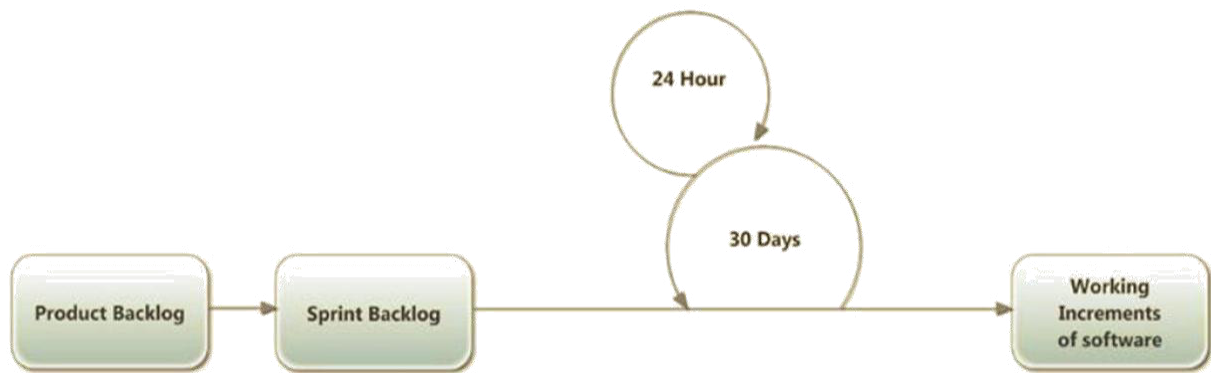 24 Hour
30 Days
Product Backlog
Sprint Backlog
Working
Increments
of software